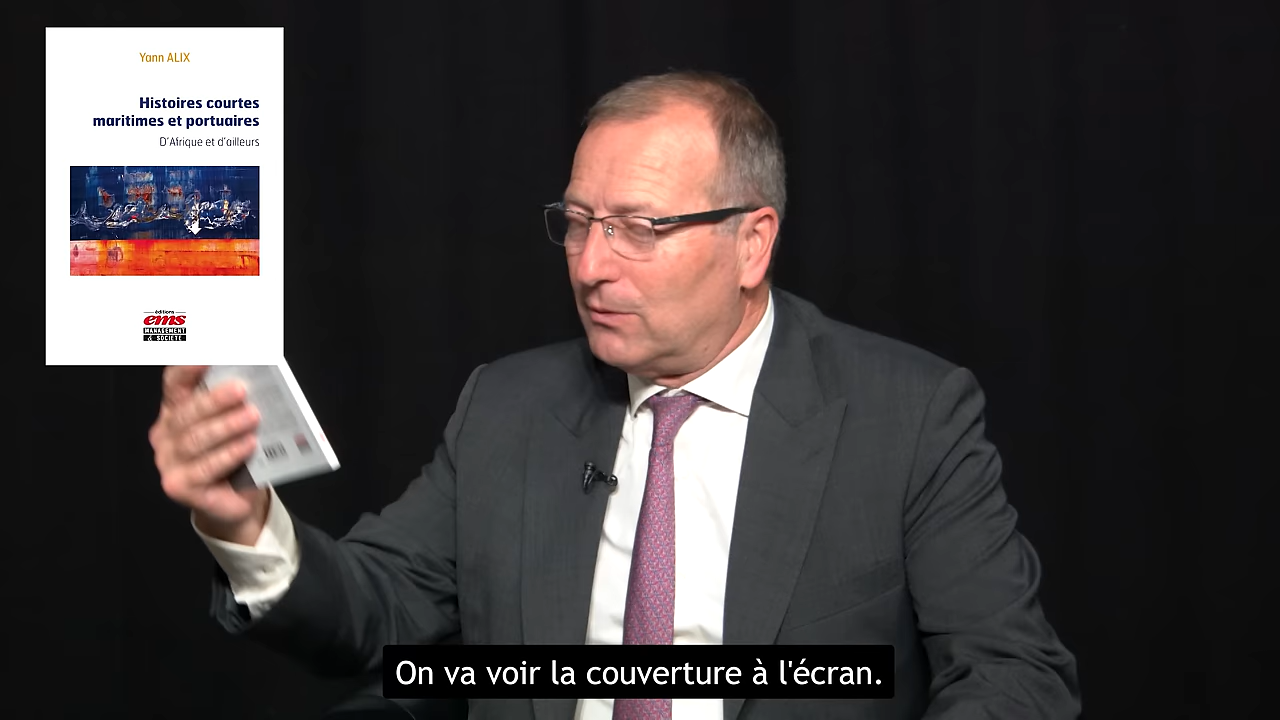 Yann ALIX
Histoires courtes
maritimes et portuaires
D'Afrique et d'ailleurs
éditions
ems
MANAGEMENT
& SOCIÉTÉ
On va voir la couverture à l'écran.